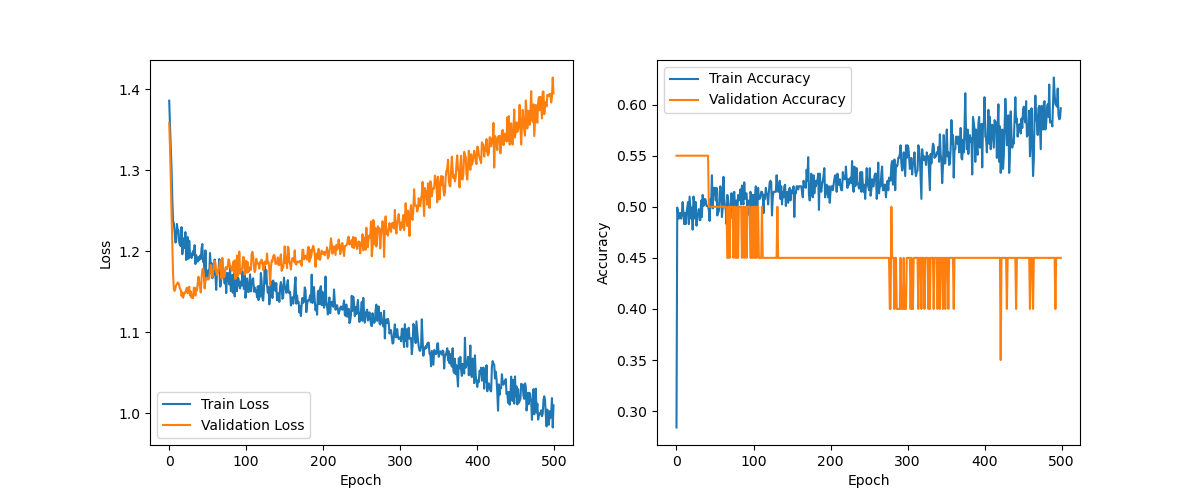 1.4
1.3
1.2
1.1
1.0
Loss
0 100 200 300 400 500
Epoch
Train Loss
Validation Loss
Train Accuracy
Validation Accuracy
0.60
0.55
0.50
0.45
0.40
0.35
0.30
Accuracy
0 100 200 300 400 500
Epoch